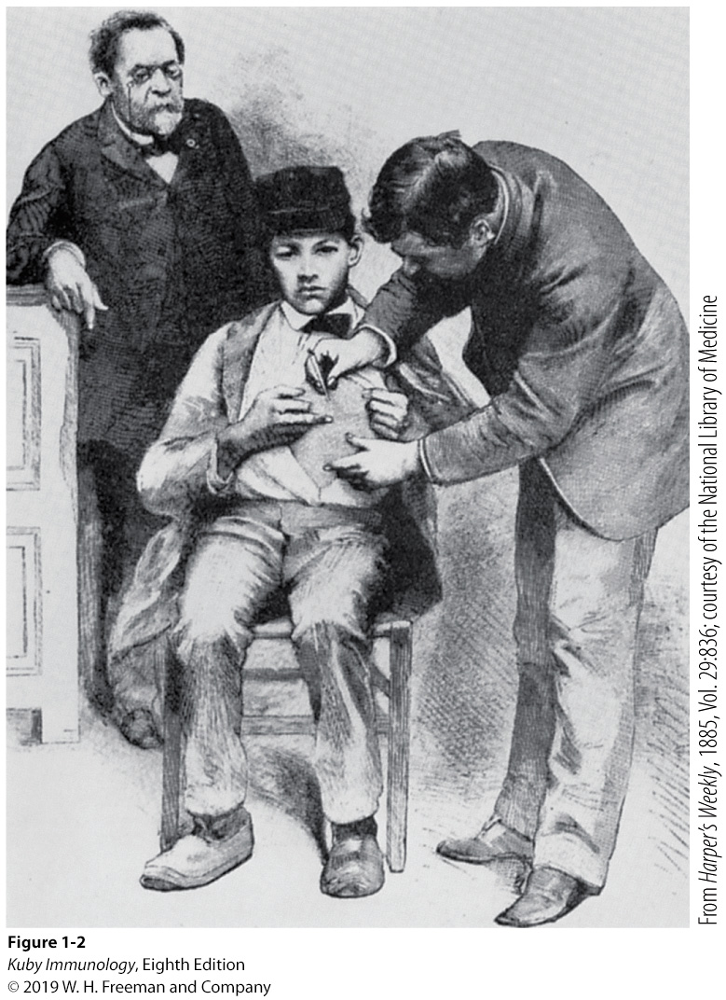 From Harper's Weekly, 1885, Vol. 29:836; courtesy of the National Library of Medicine
Figure 1-2
Kuby Immunology, Eighth Edition
© 2019 W. H. Freeman and Company